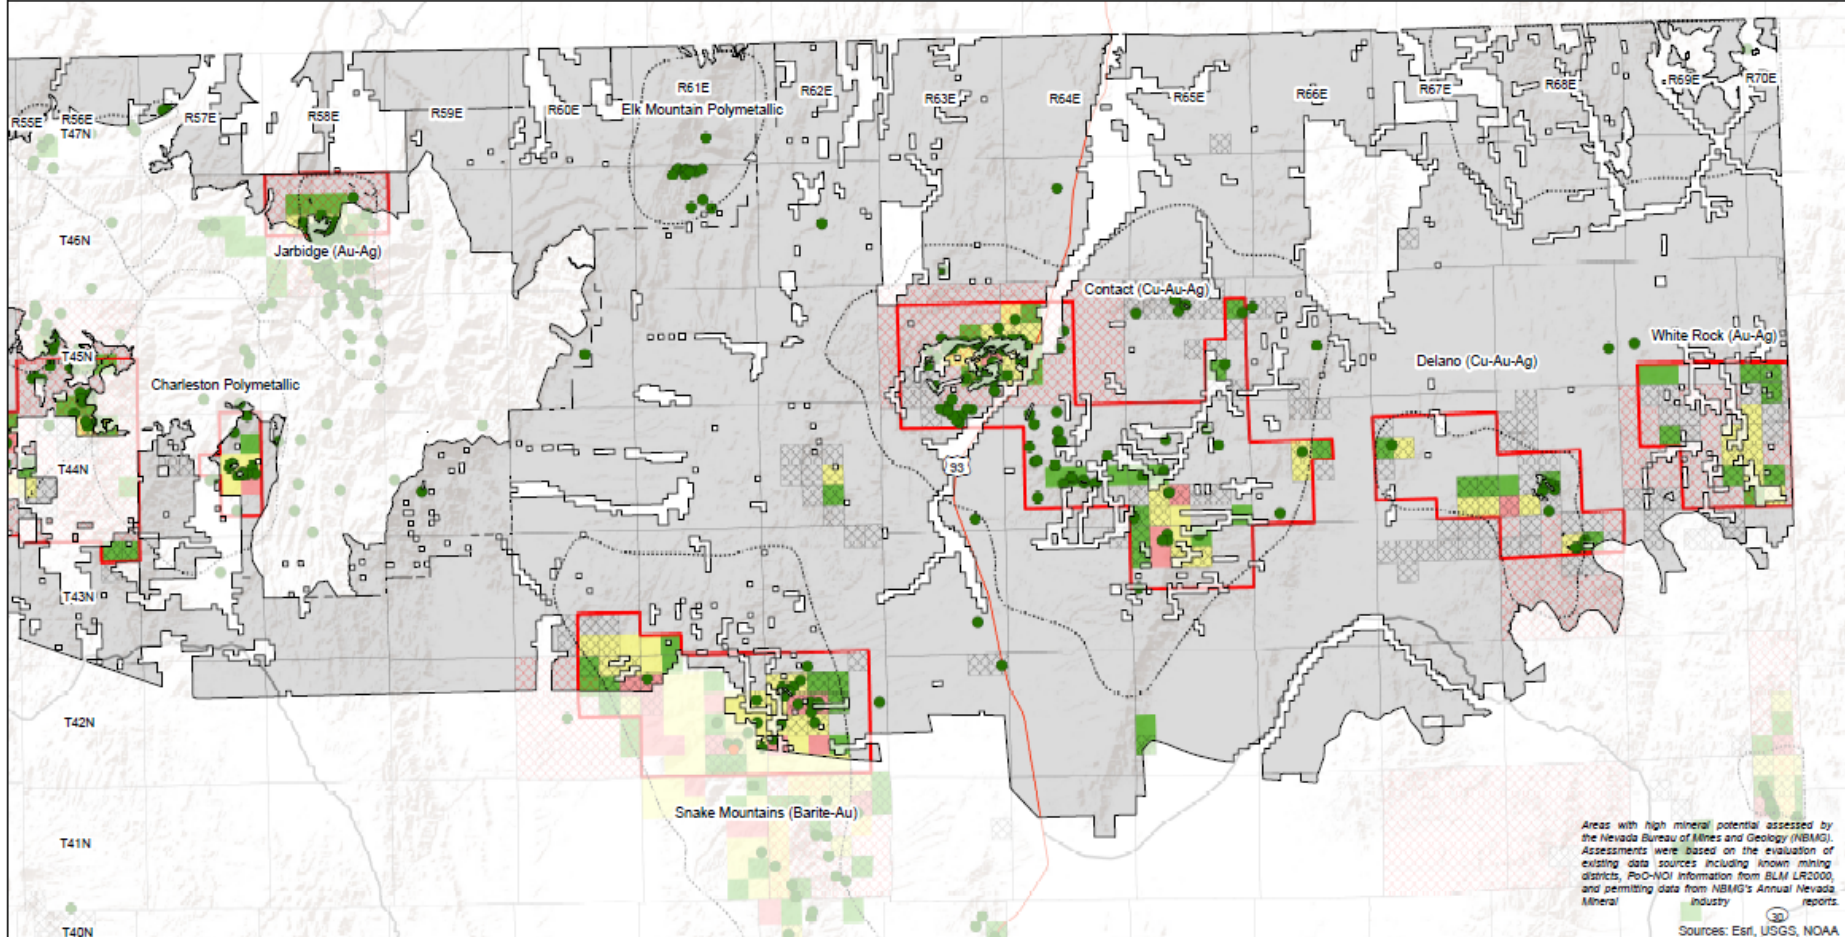 R61E
R69E
R70E
R62E
R68E
R67E
R63E
R64E
R65E
R66E
R60E
R59E
R58E
R57E
R55E
R56E
Elk Mountain Polymetallic
T47N
T46N
Jarbidge (Au-Ag)
Contact (Cu-Au-Ag)
White Rock (Au-Ag)
T45N
Delano (Cu-Au-Ag)
Charleston Polymetallic
T44N
93
T43N
T42N
Snake Mountains (Barite-Au)
T41N
Areas with high mineral potential assessed by
the Nevada Bureau of Mines and Geology (NBMG).
Assessments were based on the evaluation of
existing data sources including known mining
districts, PoO-NOI information from BLM LR2000,
and permitting data from NBMG's Annual Nevada
Mineral Industry reports.
30
T40N
Sources: Esri, USGS, NOAA